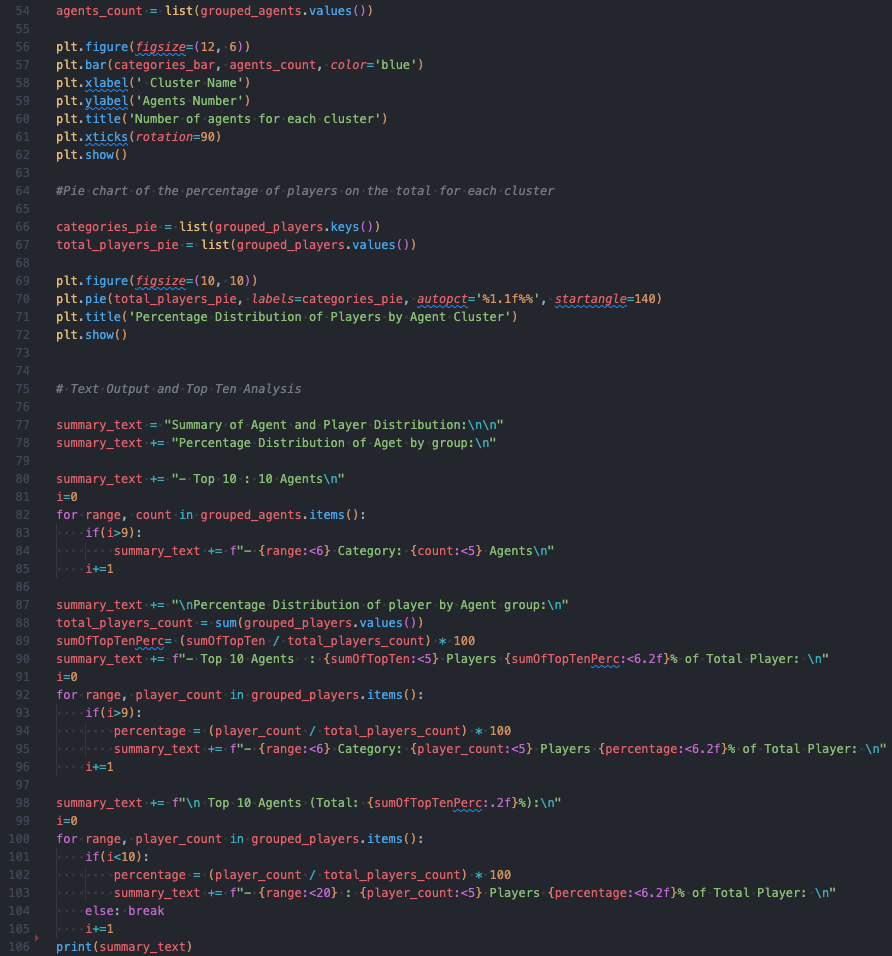 54 agents_count = list(grouped_agents.values())
55
56 plt.figure(figsize=(12, 6))
57 plt.bar(categories_bar, agents_count, color='blue')
58 plt.xlabel(' Cluster Name')
59 plt.ylabel('Agents Number')
60 plt.title('Number of agents for each cluster')
61 plt.xticks(rotation=90)
62 plt.show()
63
64 #Pie chart of the percentage of players on the total for each cluster
65
66 categories_pie = list(grouped_players.keys())
67 total_players_pie = list(grouped_players.values())
68
69 plt.figure(figsize=(10, 10))
70 plt.pie(total_players_pie, labels=categories_pie, autopct='%1.1f%%', startangle=140)
71 plt.title('Percentage Distribution of Players by Agent Cluster')
72 plt.show()
73
74
75 # Text Output and Top Ten Analysis
76
77 summary_text = "Summary of Agent and Player Distribution:\n\n"
78 summary_text += "Percentage Distribution of Aget by group:\n"
79
80 summary_text += "- Top 10 : 10 Agents\n"
81 i=0
82 for range, count in grouped_agents.items():
83     if(i>9):
84         summary_text += f"- {range:<6} Category: {count:<5} Agents\n"
85     i+=1
86
87 summary_text += "\nPercentage Distribution of player by Agent group:\n"
88 total_players_count = sum(grouped_players.values())
89 sumOfTopTenPerc= (sumOfTopTen / total_players_count) * 100
90 summary_text += f"- Top 10 Agents  : {sumOfTopTen:<5} Players {sumOfTopTenPerc:<6.2f}% of Total Player: \n"
91 i=0
92 for range, player_count in grouped_players.items():
93     if(i>9):
94         percentage = (player_count / total_players_count) * 100
95         summary_text += f"- {range:<6} Category: {player_count:<5} Players {percentage:<6.2f}% of Total Player: \n"
96     i+=1
97
98 summary_text += f"\n Top 10 Agents (Total: {sumOfTopTenPerc:.2f}%):\n"
99 i=0
100 for range, player_count in grouped_players.items():
101     if(i<10):
102         percentage = (player_count / total_players_count) * 100
103         summary_text += f"- {range:<20} : {player_count:<5} Players {percentage:<6.2f}% of Total Player: \n"
104     else: break
105     i+=1
106 print(summary_text)